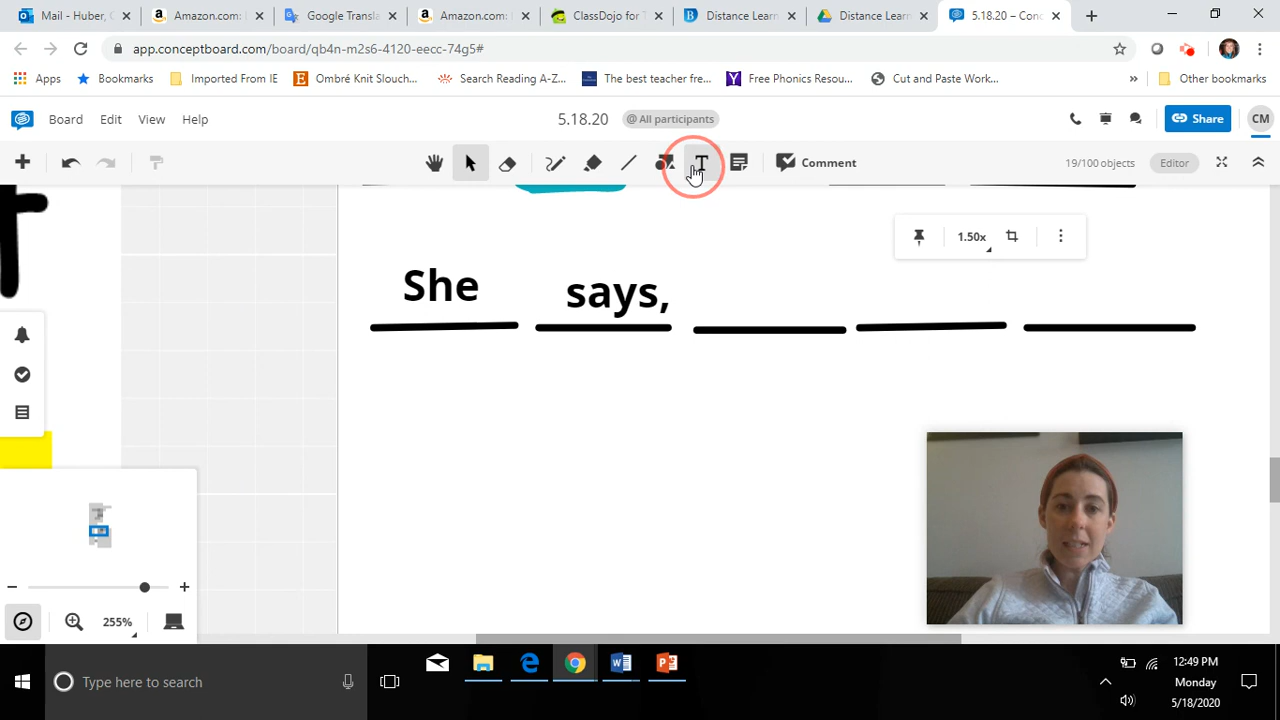 Mail - Huber, C
Amazon.com: 
Google Transla
Amazon.com: 
ClassDojo for T
Distance Learn
Distance Learn
5.18.20 – Conc
app.conceptboard.com/board/qb4n-m2s6-4120-eecc-74g5#
Apps
Bookmarks
Imported From IE
Ombré Knit Slouch...
Search Reading A-Z...
The best teacher fre...
Free Phonics Resou...
Cut and Paste Work...
»
Other bookmarks
Board
Edit
View
Help
5.18.20
@ All participants
Share
CM
T
Comment
19/100 objects
Editor
1.50x
She says,
255%
Type here to search
12:49 PM
Monday
5/18/2020